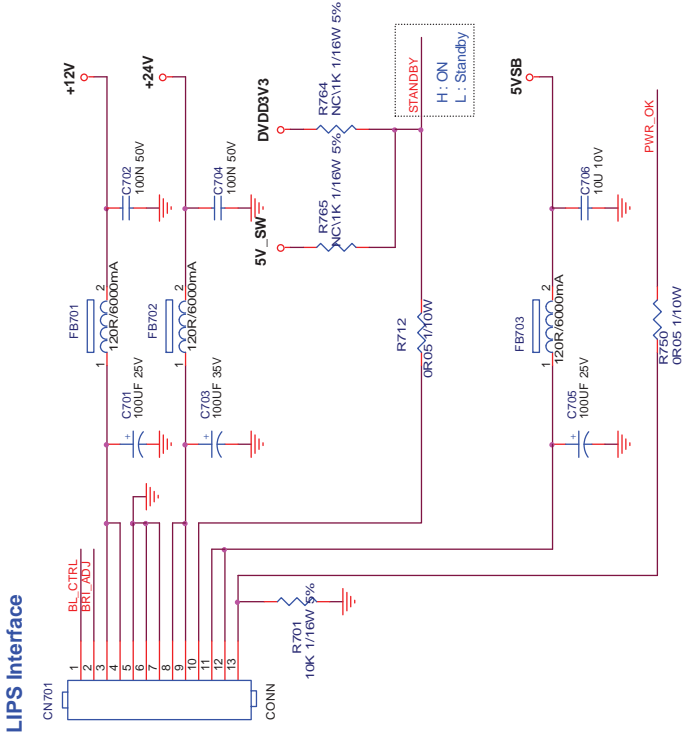 LIPS Interface
CN701
CONN
1
2
3
4
5
6
7
8
9
10
11
12
13
BL_CTRL
BRI_ADJ
C701
100UF 25V
FB701
1
2
120R/6000mA
C702
100N 50V
+12V
C703
100UF 35V
FB702
1
2
120R/6000mA
C704
100N 50V
+24V
5V_SW
R765
NC\1K 1/16W 5%
DVDD3V3
R764
NC\1K 1/16W 5%
R712
0R05 1/10W
STANDBY
H : ON
L : Standby
C705
100UF 25V
FB703
1
2
120R/6000mA
C706
10U 10V
5VSB
R701
10K 1/16W 5%
R750
0R05 1/10W
PWR_OK